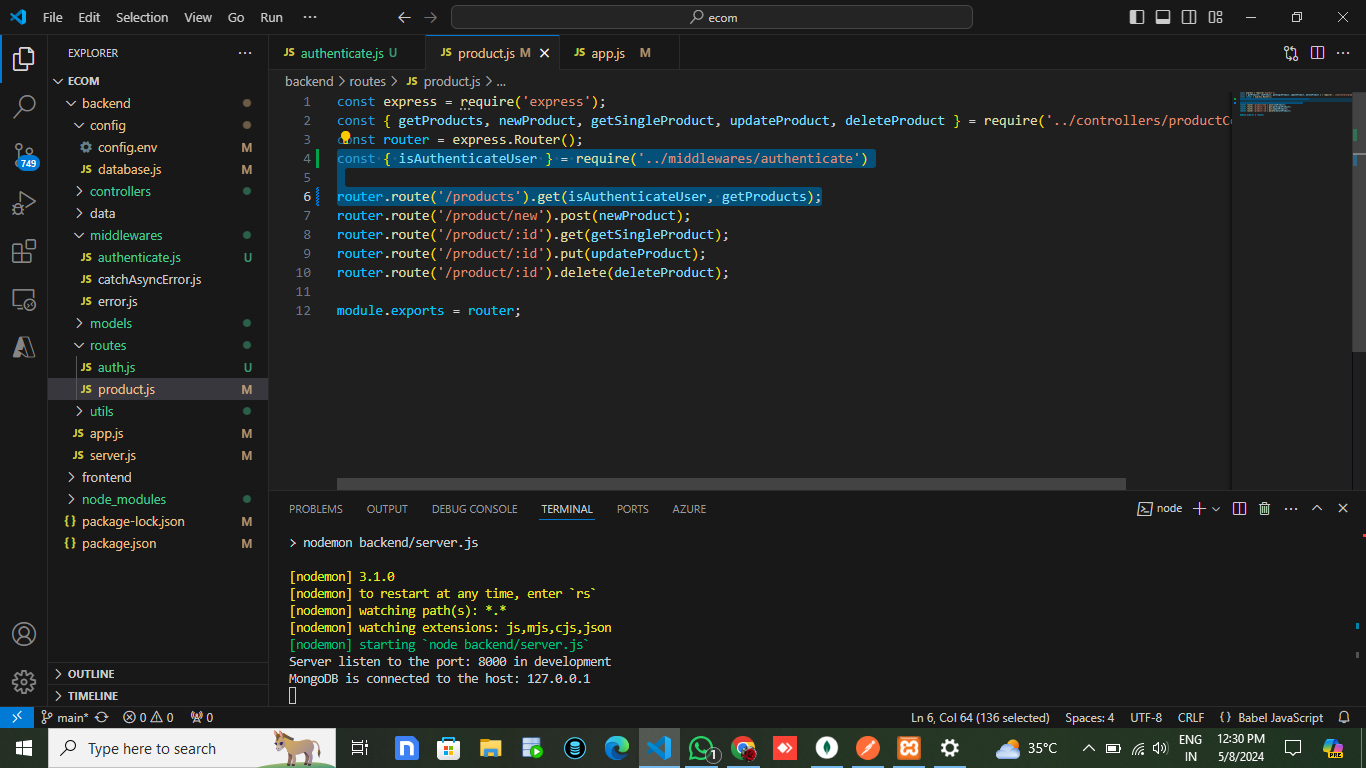 File Edit Selection View Go Run ··· ecom
EXPLORER ···
ECOM
backend
config
config.env M
database.js M
controllers
data
middlewares
authenticate.js U
catchAsyncError.js
error.js
models
routes
auth.js U
product.js M
utils
app.js M
server.js M
frontend
node_modules
package-lock.json M
package.json M
OUTLINE
TIMELINE
JS authenticate.js U JS product.js M JS app.js M
backend > routes > JS product.js > ...
1 const express = require('express');
2 const { getProducts, newProduct, getSingleProduct, updateProduct, deleteProduct } = require('../controllers/productC
3 const router = express.Router();
4 const { isAuthenticateUser } = require('../middlewares/authenticate')
5
6 router.route('/products').get(isAuthenticateUser, getProducts);
7 router.route('/product/new').post(newProduct);
8 router.route('/product/:id').get(getSingleProduct);
9 router.route('/product/:id').put(updateProduct);
10 router.route('/product/:id').delete(deleteProduct);
11
12 module.exports = router;
PROBLEMS OUTPUT DEBUG CONSOLE TERMINAL PORTS AZURE node
> nodemon backend/server.js
[nodemon] 3.1.0
[nodemon] to restart at any time, enter `rs`
[nodemon] watching path(s): *.*
[nodemon] watching extensions: js,mjs,cjs,json
[nodemon] starting `node backend/server.js`
Server listen to the port: 8000 in development
MongoDB is connected to the host: 127.0.0.1
749
main* 0 0 0 Ln 6, Col 64 (136 selected) Spaces: 4 UTF-8 CRLF {} Babel JavaScript
Type here to search 1 35°C ENG IN 12:30 PM 5/8/2024 PRE